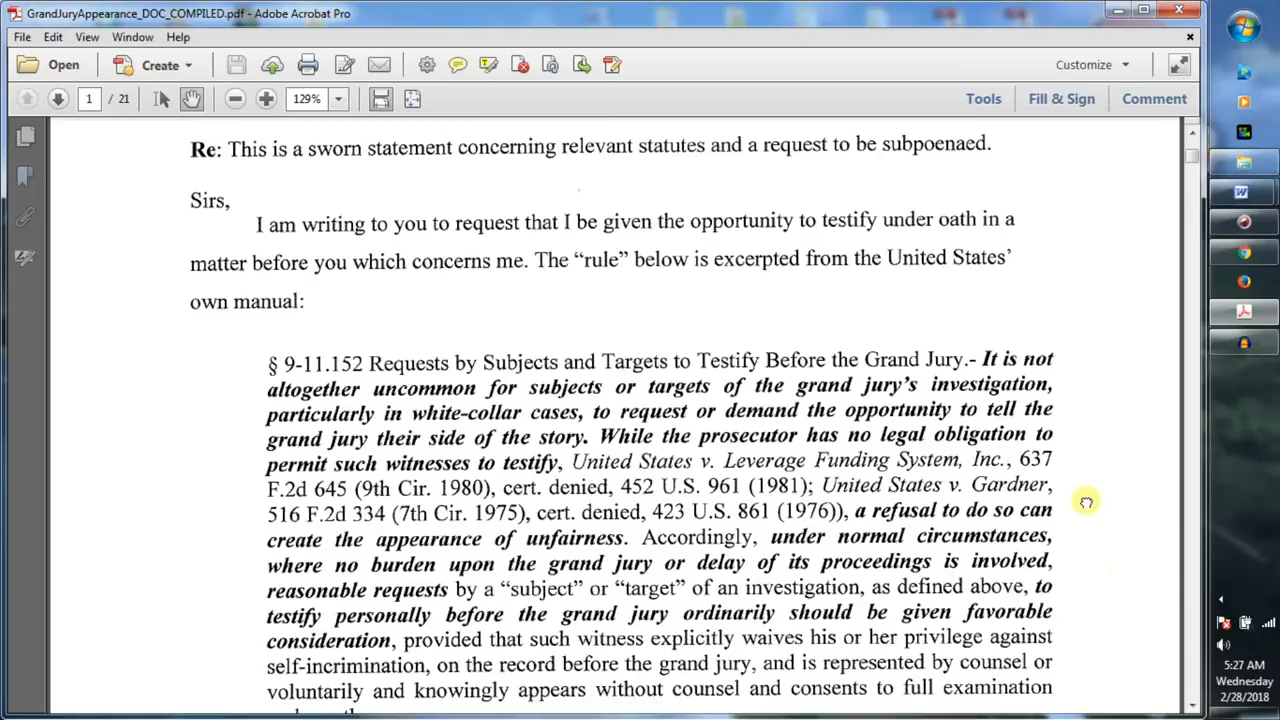 GrandJuryAppearance_DOC_COMPILED.pdf - Adobe Acrobat Pro
File Edit View Window Help
Open Create Customize
1 / 21 129% Tools Fill & Sign Comment
Re: This is a sworn statement concerning relevant statutes and a request to be subpoenaed.
Sirs,
I am writing to you to request that I be given the opportunity to testify under oath in a
matter before you which concerns me. The “rule” below is excerpted from the United States’
own manual:
§ 9-11.152 Requests by Subjects and Targets to Testify Before the Grand Jury.- It is not
altogether uncommon for subjects or targets of the grand jury’s investigation,
particularly in white-collar cases, to request or demand the opportunity to tell the
grand jury their side of the story. While the prosecutor has no legal obligation to
permit such witnesses to testify, United States v. Leverage Funding System, Inc., 637
F.2d 645 (9th Cir. 1980), cert. denied, 452 U.S. 961 (1981); United States v. Gardner,
516 F.2d 334 (7th Cir. 1975), cert. denied, 423 U.S. 861 (1976)), a refusal to do so can
create the appearance of unfairness. Accordingly, under normal circumstances,
where no burden upon the grand jury or delay of its proceedings is involved,
reasonable requests by a “subject” or “target” of an investigation, as defined above, to
testify personally before the grand jury ordinarily should be given favorable
consideration, provided that such witness explicitly waives his or her privilege against
self-incrimination, on the record before the grand jury, and is represented by counsel or
voluntarily and knowingly appears without counsel and consents to full examination
5:27 AM
Wednesday
2/28/2018